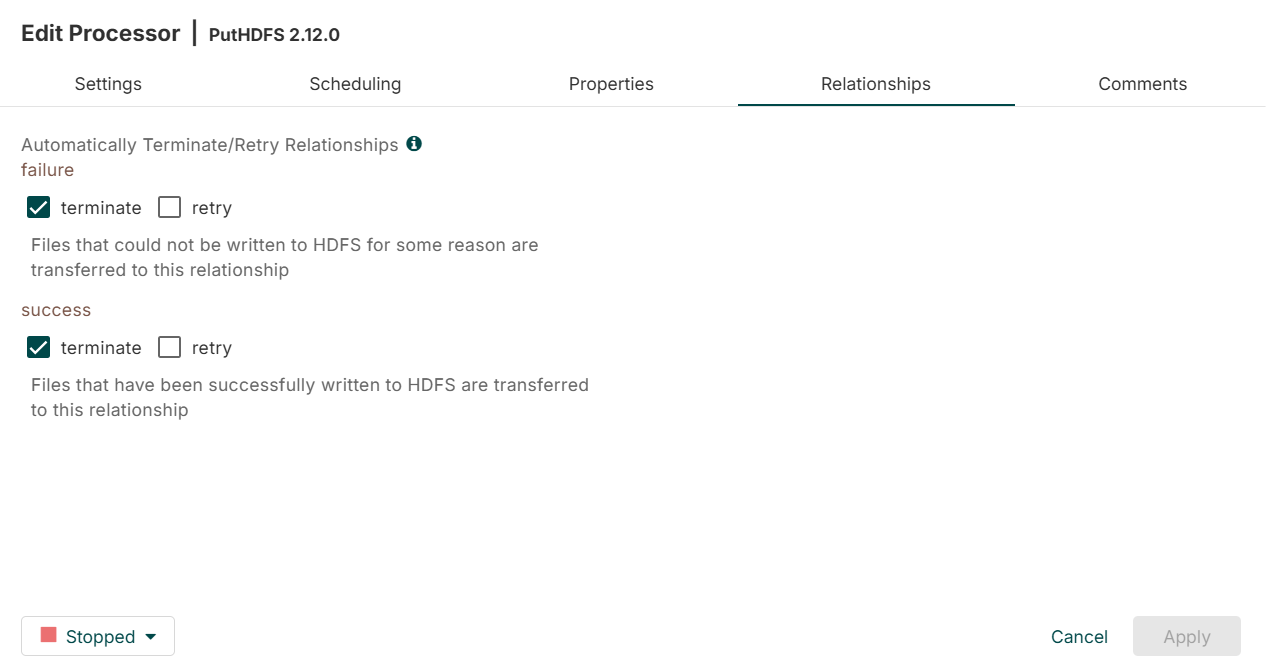 Edit Processor | PutHDFS 2.12.0
Settings Scheduling Properties Relationships Comments
Automatically Terminate/Retry Relationships
failure
terminate retry
Files that could not be written to HDFS for some reason are
transferred to this relationship
success
terminate retry
Files that have been successfully written to HDFS are transferred
to this relationship
Stopped Cancel Apply